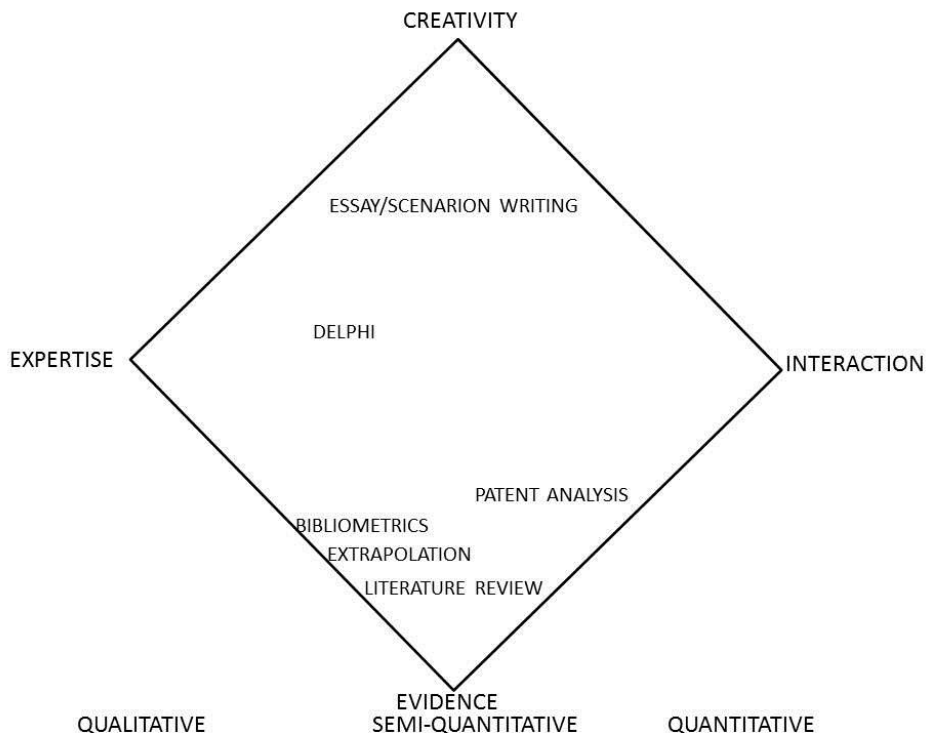 CREATIVITY
ESSAY/SCENARION WRITING
DELPHI
EXPERTISE
INTERACTION
PATENT ANALYSIS
BIBLIOMETRICS
EXTRAPOLATION
LITERATURE REVIEW
EVIDENCE
QUALITATIVE SEMI-QUANTITATIVE QUANTITATIVE